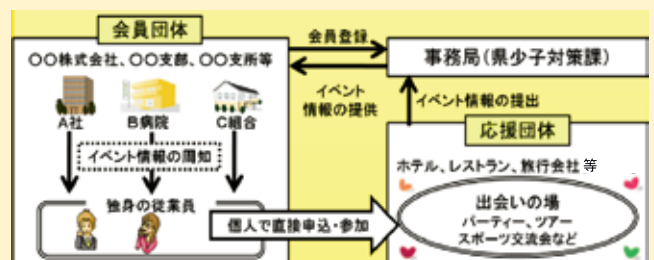 会員団体
〇〇株式会社、〇〇支部、〇〇支所等
A社
B病院
C組合
イベント情報の周知
独身の従業員
会員登録
イベント
情報の提供
事務局(県少子対策課)
イベント情報の提出
応援団体
ホテル、レストラン、旅行会社 等
出会いの場
パーティー、ツアー
スポーツ交流会など
個人で直接申込・参加